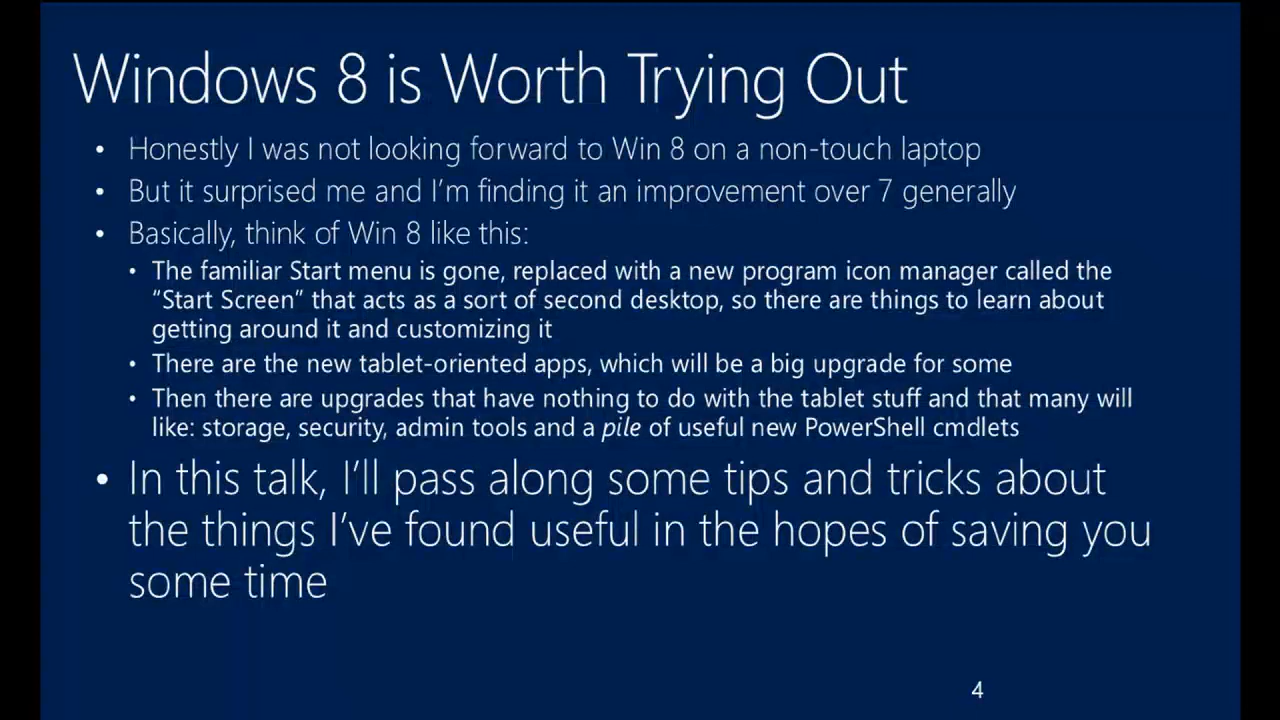 Windows 8 is Worth Trying Out
• Honestly I was not looking forward to Win 8 on a non-touch laptop
• But it surprised me and I’m finding it an improvement over 7 generally
• Basically, think of Win 8 like this:
• The familiar Start menu is gone, replaced with a new program icon manager called the
“Start Screen” that acts as a sort of second desktop, so there are things to learn about
getting around it and customizing it
• There are the new tablet-oriented apps, which will be a big upgrade for some
• Then there are upgrades that have nothing to do with the tablet stuff and that many will
like: storage, security, admin tools and a pile of useful new PowerShell cmdlets
• In this talk, I’ll pass along some tips and tricks about
the things I’ve found useful in the hopes of saving you
some time
4